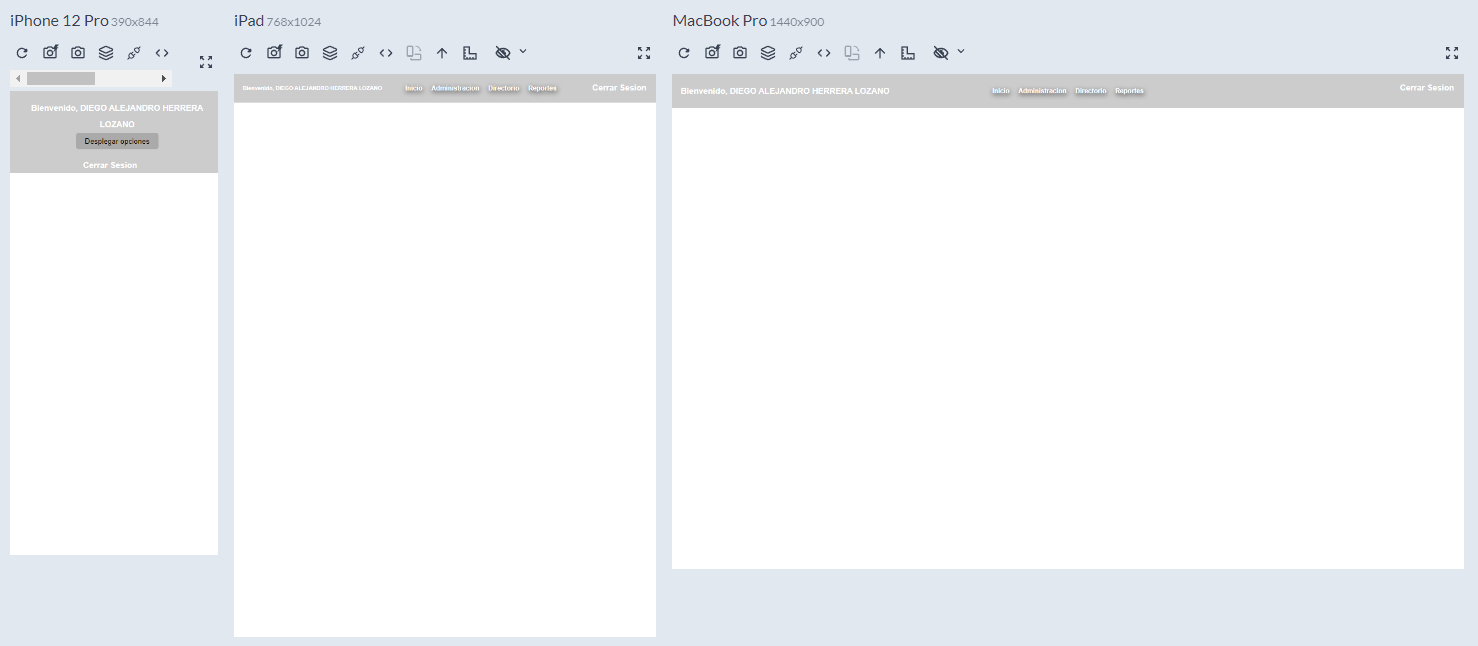 iPhone 12 Pro 390x844
Bienvenido, DIEGO ALEJANDRO HERRERA
LOZANO
Desplegar opciones
Cerrar Sesion
iPad 768x1024
Bienvenido, DIEGO ALEJANDRO HERRERA LOZANO Inicio Administracion Directorio Reportes Cerrar Sesion
MacBook Pro 1440x900
Bienvenido, DIEGO ALEJANDRO HERRERA LOZANO Inicio Administracion Directorio Reportes Cerrar Sesion